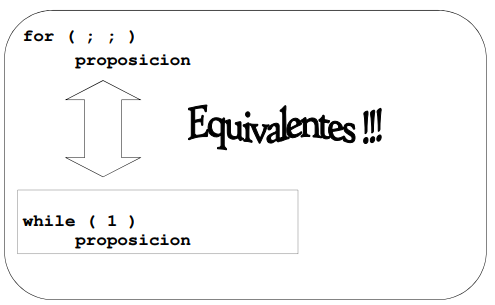 for ( ; ; )
proposicion
Equivalentes !!!
while ( 1 )
proposicion